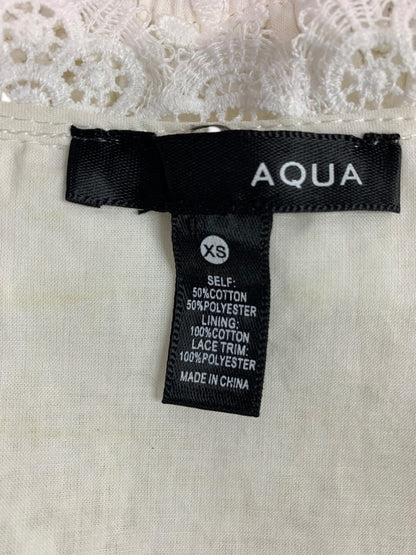 AQUA
XS
SELF:
50%COTTON
50%POLYESTER
LINING:
100%COTTON
LACE TRIM:
100%POLYESTER
MADE IN CHINA